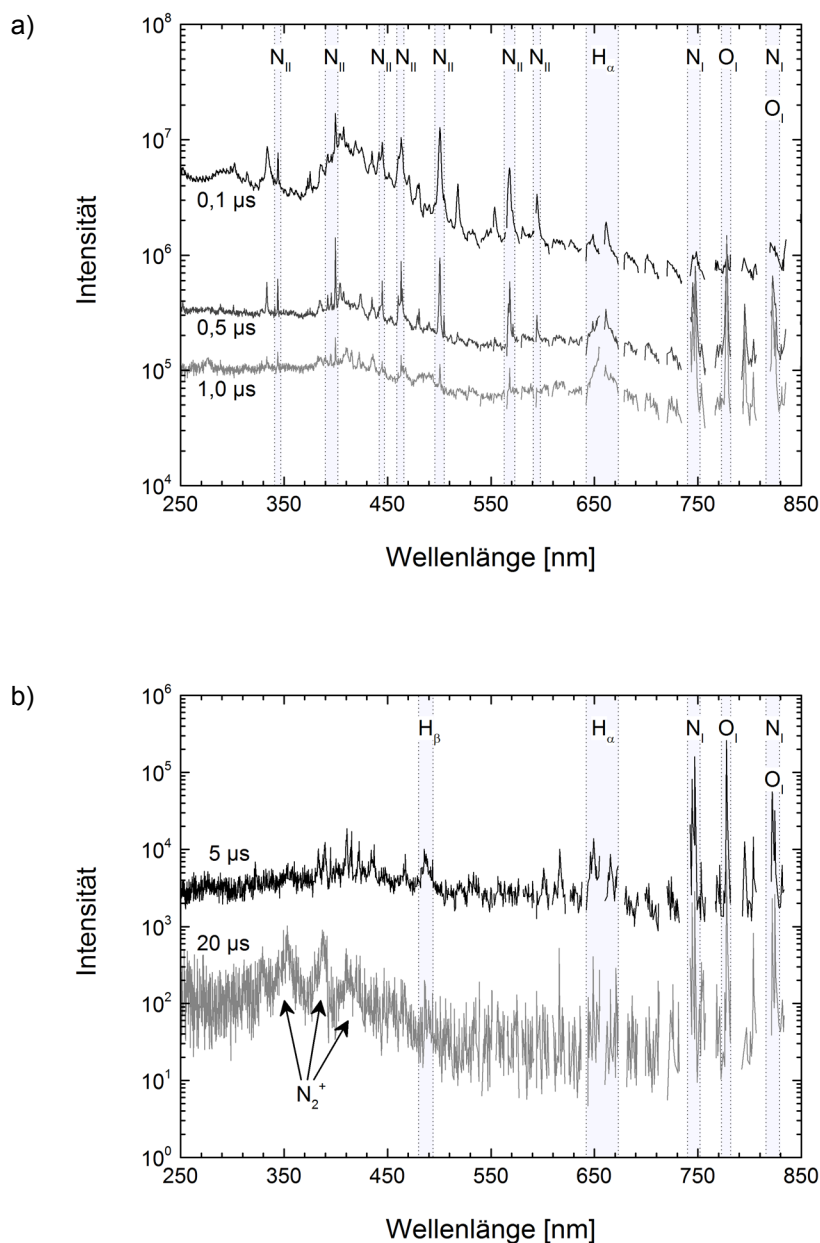 a)
10⁸
10⁷
10⁶
10⁵
10⁴
Intensität
N_II N_II N_II N_II N_II N_II N_II H_α N_I O_I N_I
O_I
0,1 µs
0,5 µs
1,0 µs
250 350 450 550 650 750 850
Wellenlänge [nm]
b)
10⁶
10⁵
10⁴
10³
10²
10¹
10⁰
Intensität
H_β H_α N_I O_I N_I
O_I
5 µs
20 µs
N₂⁺
250 350 450 550 650 750 850
Wellenlänge [nm]